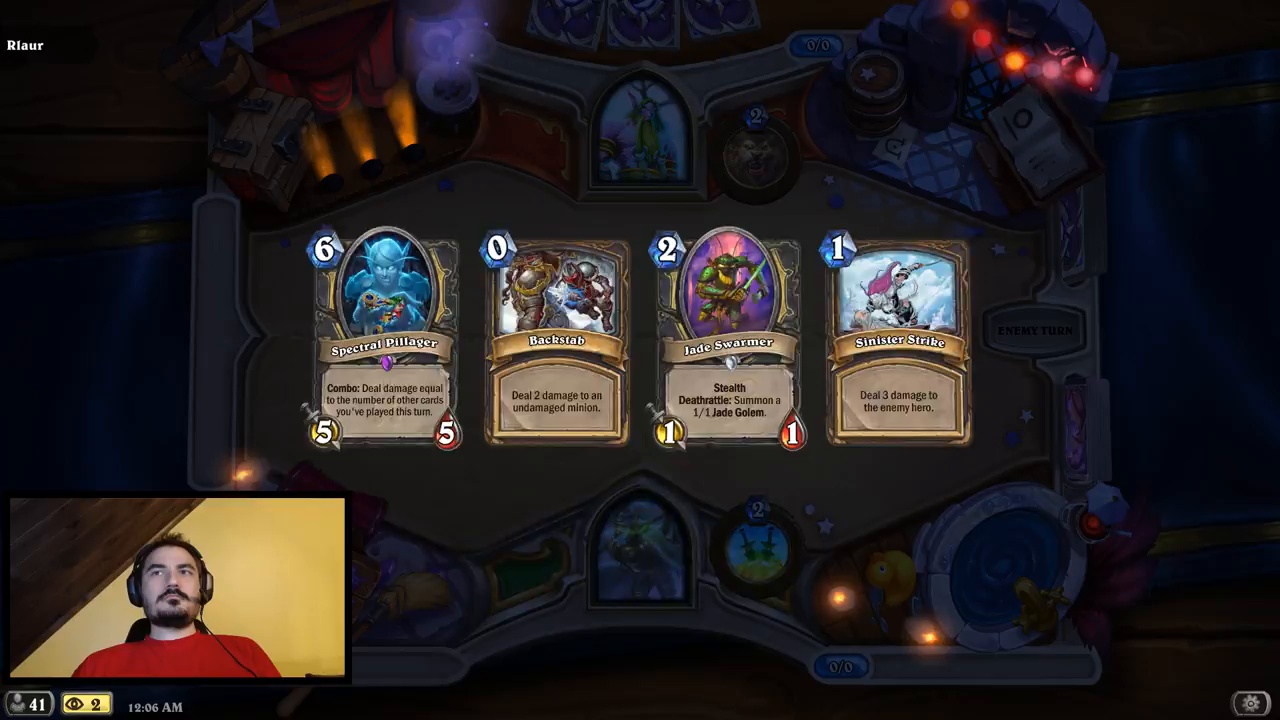 Rlaur
0/0
2
6
0
2
1
Spectral Pillager
Backstab
Jade Swarmer
Sinister Strike
Combo: Deal damage equal
to the number of other cards
you've played this turn.
Deal 2 damage to an
undamaged minion.
Stealth
Deathrattle: Summon a
1/1 Jade Golem.
Deal 3 damage to
the enemy hero.
5
5
1
1
ENEMY TURN
2
0/0
41
2
12:06 AM